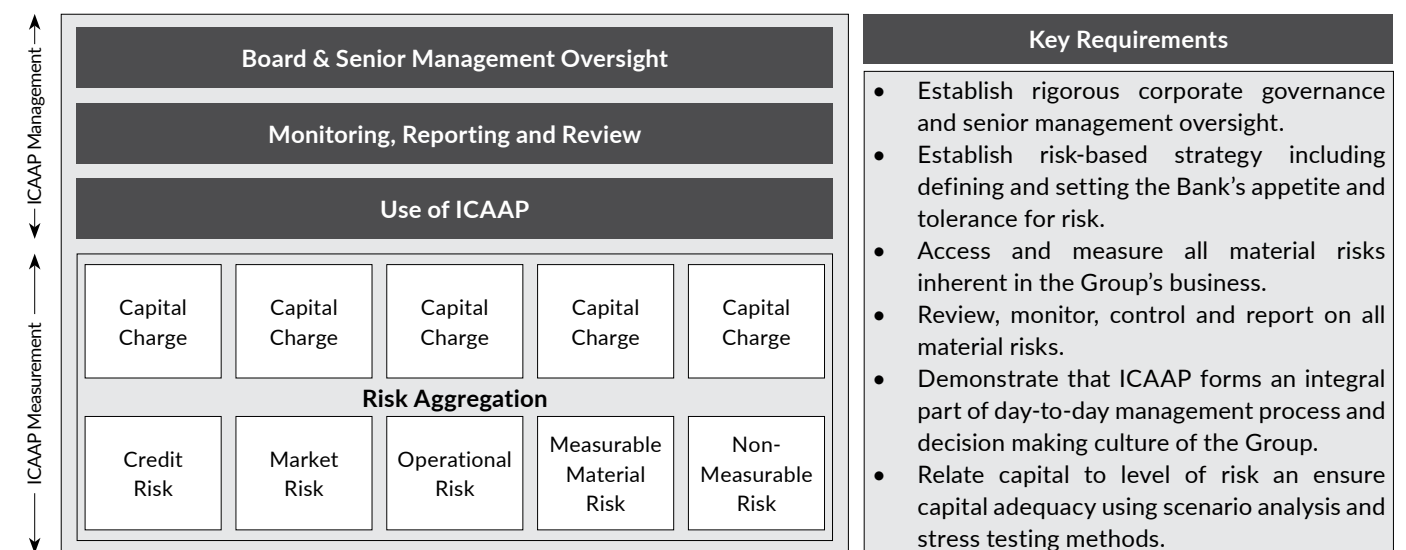 ICAAP Management
Board & Senior Management Oversight
Monitoring, Reporting and Review
Use of ICAAP
ICAAP Measurement
Capital
Charge
Capital
Charge
Capital
Charge
Capital
Charge
Capital
Charge
Risk Aggregation
Credit
Risk
Market
Risk
Operational
Risk
Measurable
Material
Risk
Non-
Measurable
Risk
Key Requirements
• Establish rigorous corporate governance
and senior management oversight.
• Establish risk-based strategy including
defining and setting the Bank’s appetite and
tolerance for risk.
• Access and measure all material risks
inherent in the Group’s business.
• Review, monitor, control and report on all
material risks.
• Demonstrate that ICAAP forms an integral
part of day-to-day management process and
decision making culture of the Group.
• Relate capital to level of risk an ensure
capital adequacy using scenario analysis and
stress testing methods.